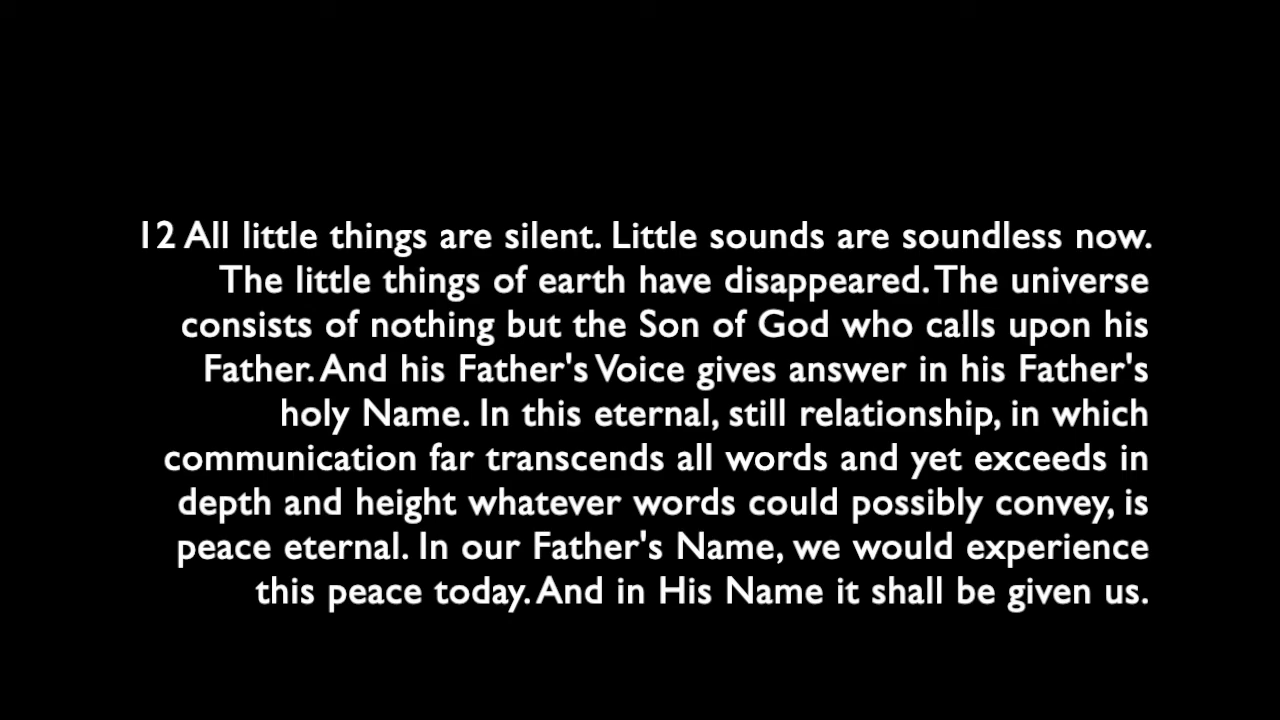 12 All little things are silent. Little sounds are soundless now.
The little things of earth have disappeared. The universe
consists of nothing but the Son of God who calls upon his
Father. And his Father's Voice gives answer in his Father's
holy Name. In this eternal, still relationship, in which
communication far transcends all words and yet exceeds in
depth and height whatever words could possibly convey, is
peace eternal. In our Father's Name, we would experience
this peace today. And in His Name it shall be given us.